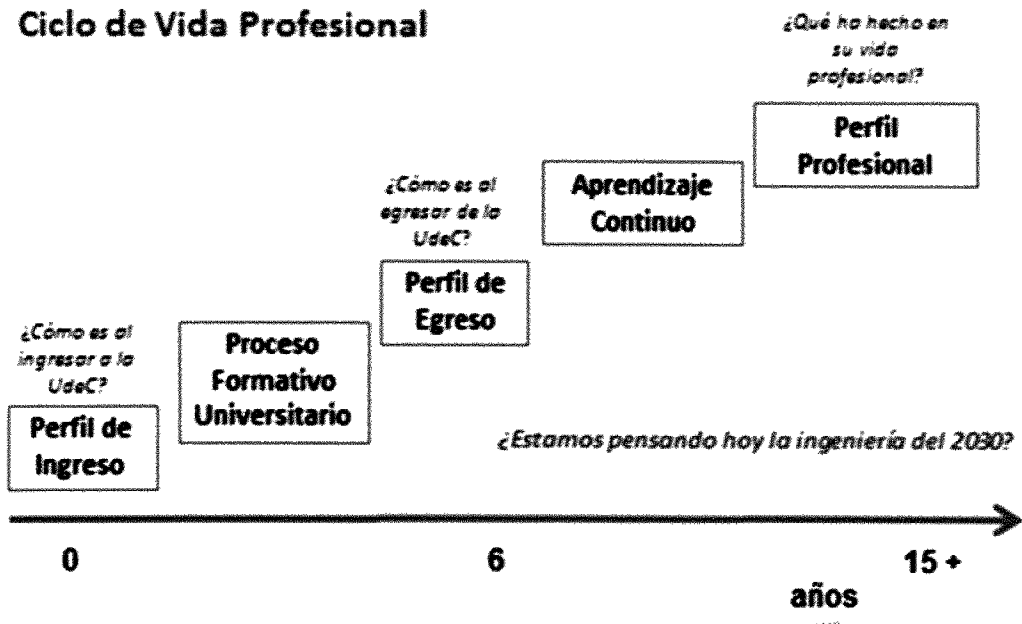 Ciclo de Vida Profesional
¿Qué ha hecho en
su vida
profesional?
Perfil
Profesional
¿Cómo es al
egresar de la
UdeC?
Aprendizaje
Continuo
Perfil de
Egreso
¿Cómo es al
ingresar a la
UdeC?
Proceso
Formativo
Universitario
Perfil de
Ingreso
¿Estamos pensando hoy la ingeniería del 2030?
0
6
15 +
años